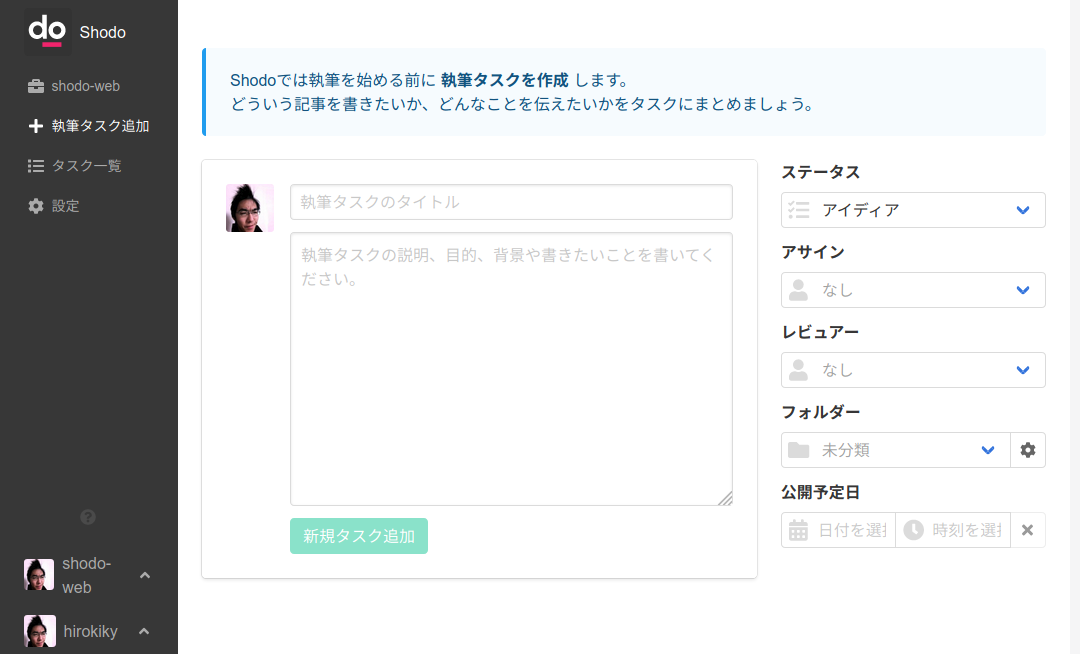 do Shodo
shodo-web
執筆タスク追加
タスク一覧
設定
shodo-
web
hirokiky
Shodoでは執筆を始める前に 執筆タスクを作成 します。
どういう記事を書きたいか、どんなことを伝えたいかをタスクにまとめましょう。
執筆タスクのタイトル
執筆タスクの説明、目的、背景や書きたいことを書いてく
ださい。
新規タスク追加
ステータス
アイディア
アサイン
なし
レビュアー
なし
フォルダー
未分類
公開予定日
日付を選 時刻を選